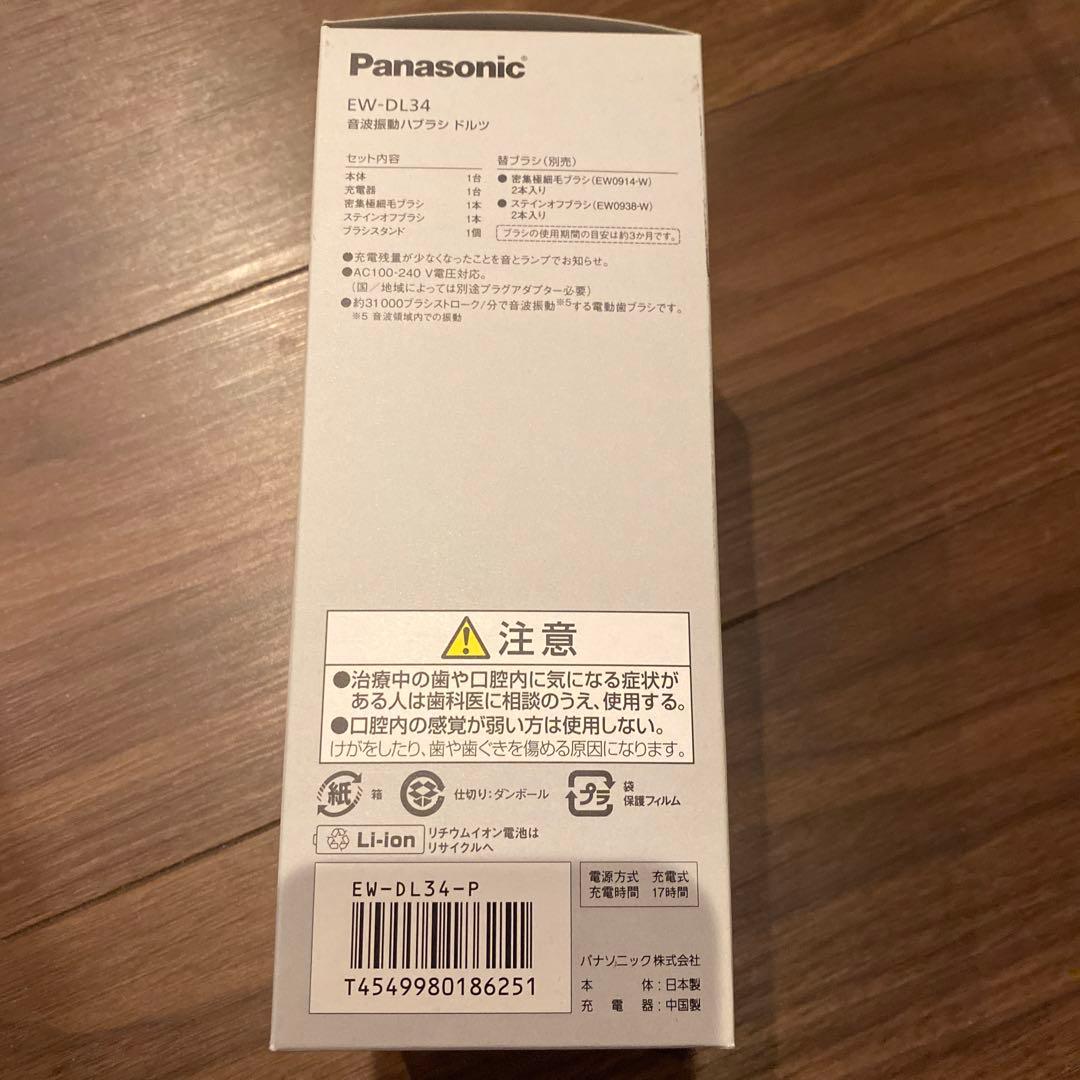 Panasonic
EW-DL34
音波振動ハブラシ ドルツ
セット内容
本体 1台
充電器 1台
密集極細毛ブラシ 1本
ステインオフブラシ 1本
ブラシスタンド 1個
替ブラシ(別売)
● 密集極細毛ブラシ(EW0914-W)
2本入り
● ステインオフブラシ(EW0938-W)
2本入り
ブラシの使用期間の目安は約3か月です。
●充電残量が少なくなったことを音とランプでお知らせ。
●AC100-240 V電圧対応。
(国/地域によっては別途プラグアダプター必要)
●約31000ブラシストローク/分で音波振動※5する電動歯ブラシです。
※5 音波領域内での振動
注意
●治療中の歯や口腔内に気になる症状が
ある人は歯科医に相談のうえ、使用する。
●口腔内の感覚が弱い方は使用しない。
けがをしたり、歯や歯ぐきを傷める原因になります。
紙 箱
仕切り:ダンボール
プラ 袋
保護フィルム
Li-ion リチウムイオン電池は
リサイクルへ
EW-DL34-P
T4549980186251
電源方式 充電式
充電時間 17時間
パナソニック株式会社
本体:日本製
充電器:中国製